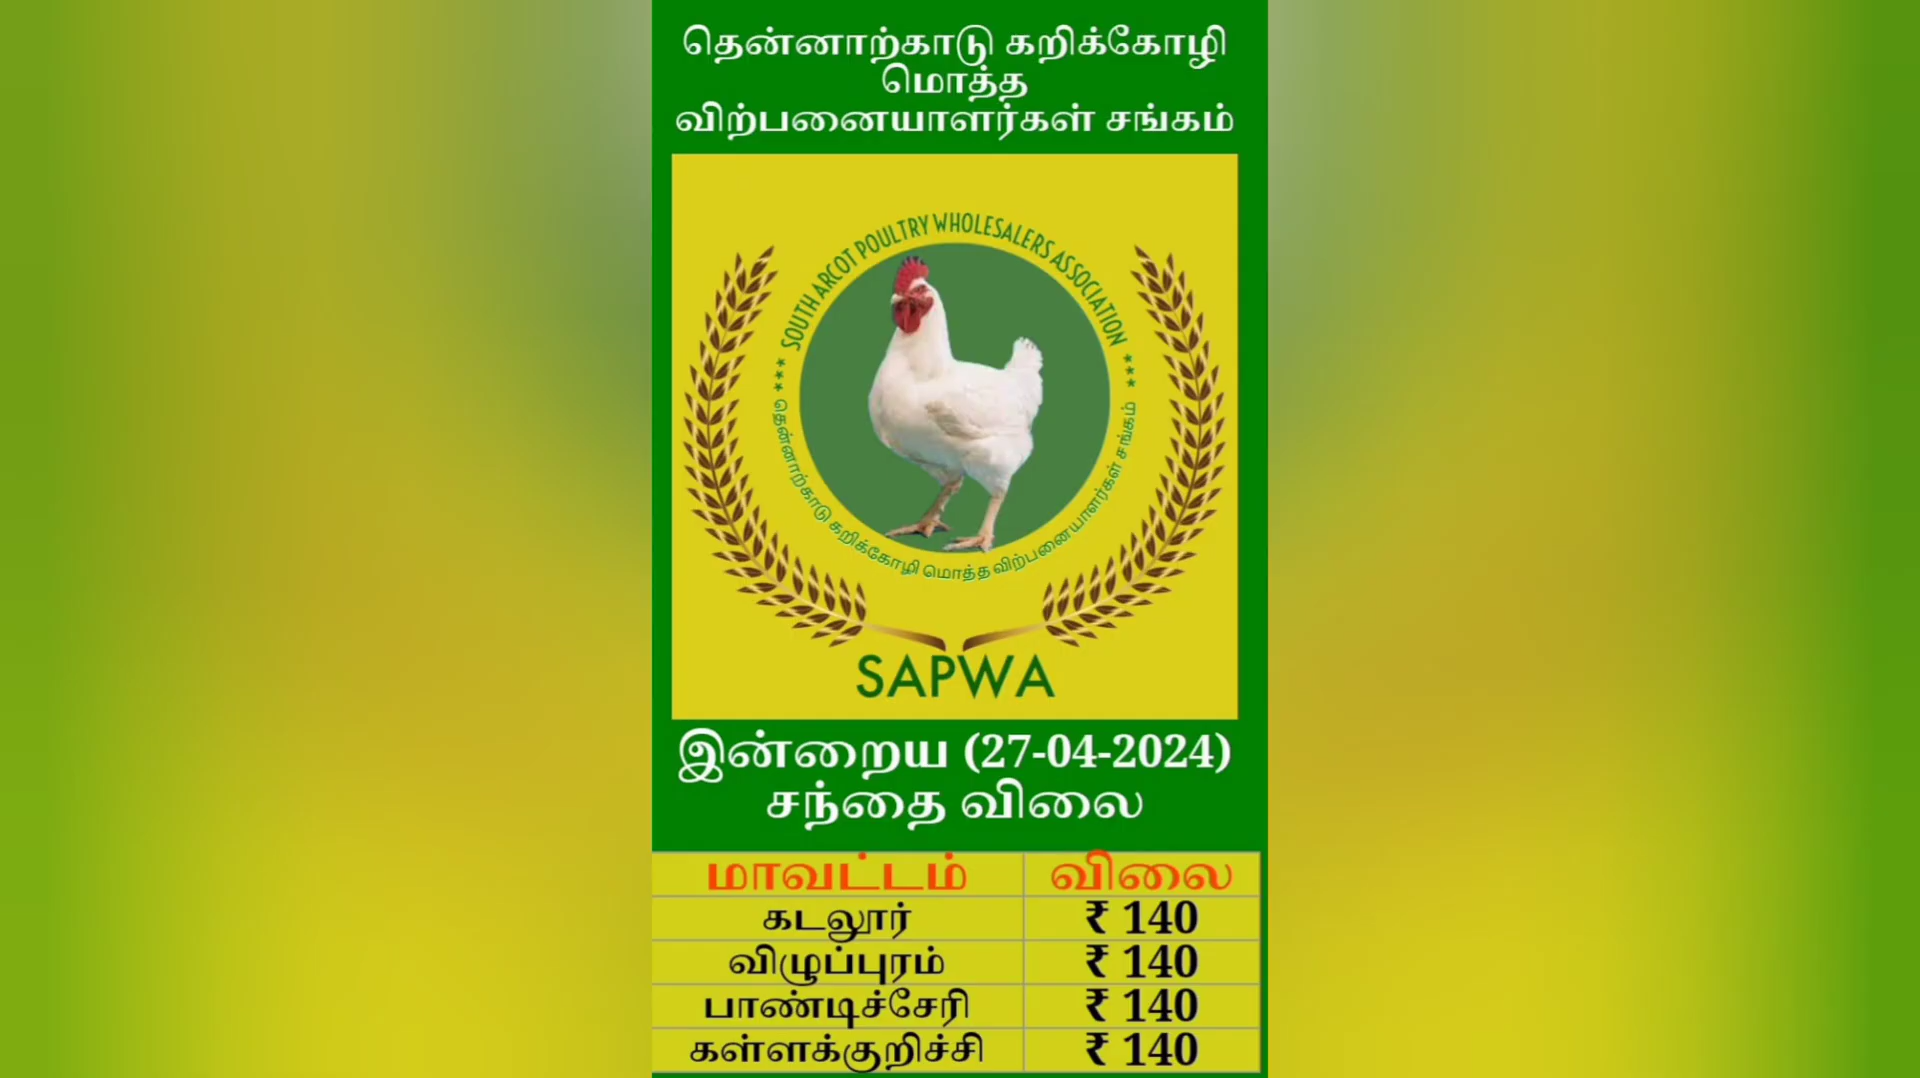 தென்னாற்காடு கறிக்கோழி
மொத்த
விற்பனையாளர்கள் சங்கம்
*** SOUTH ARCOT POULTRY WHOLESALERS ASSOCIATION ***
தென்னாற்காடு கறிக்கோழி மொத்த விற்பனையாளர்கள் சங்கம்
SAPWA
இன்றைய (27-04-2024)
சந்தை விலை
மாவட்டம் விலை
கடலூர் ₹ 140
விழுப்புரம் ₹ 140
பாண்டிச்சேரி ₹ 140
கள்ளக்குறிச்சி ₹ 140